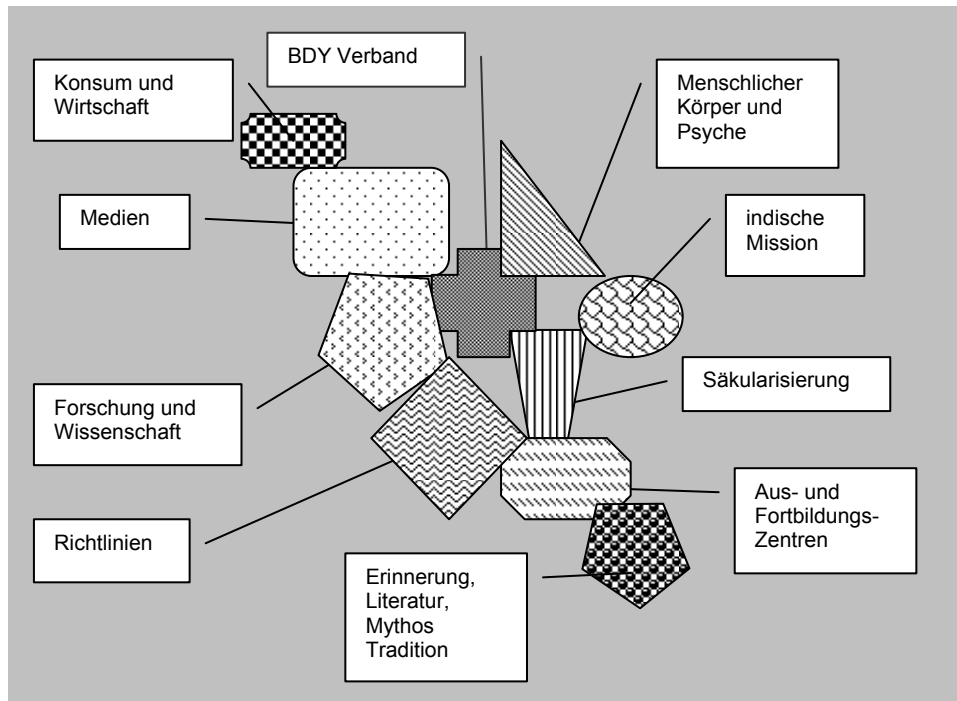 BDY Verband
Konsum und
Wirtschaft
Menschlicher
Körper und
Psyche
Medien
indische
Mission
Säkularisierung
Forschung und
Wissenschaft
Aus- und
Fortbildungs-
Zentren
Richtlinien
Erinnerung,
Literatur,
Mythos
Tradition